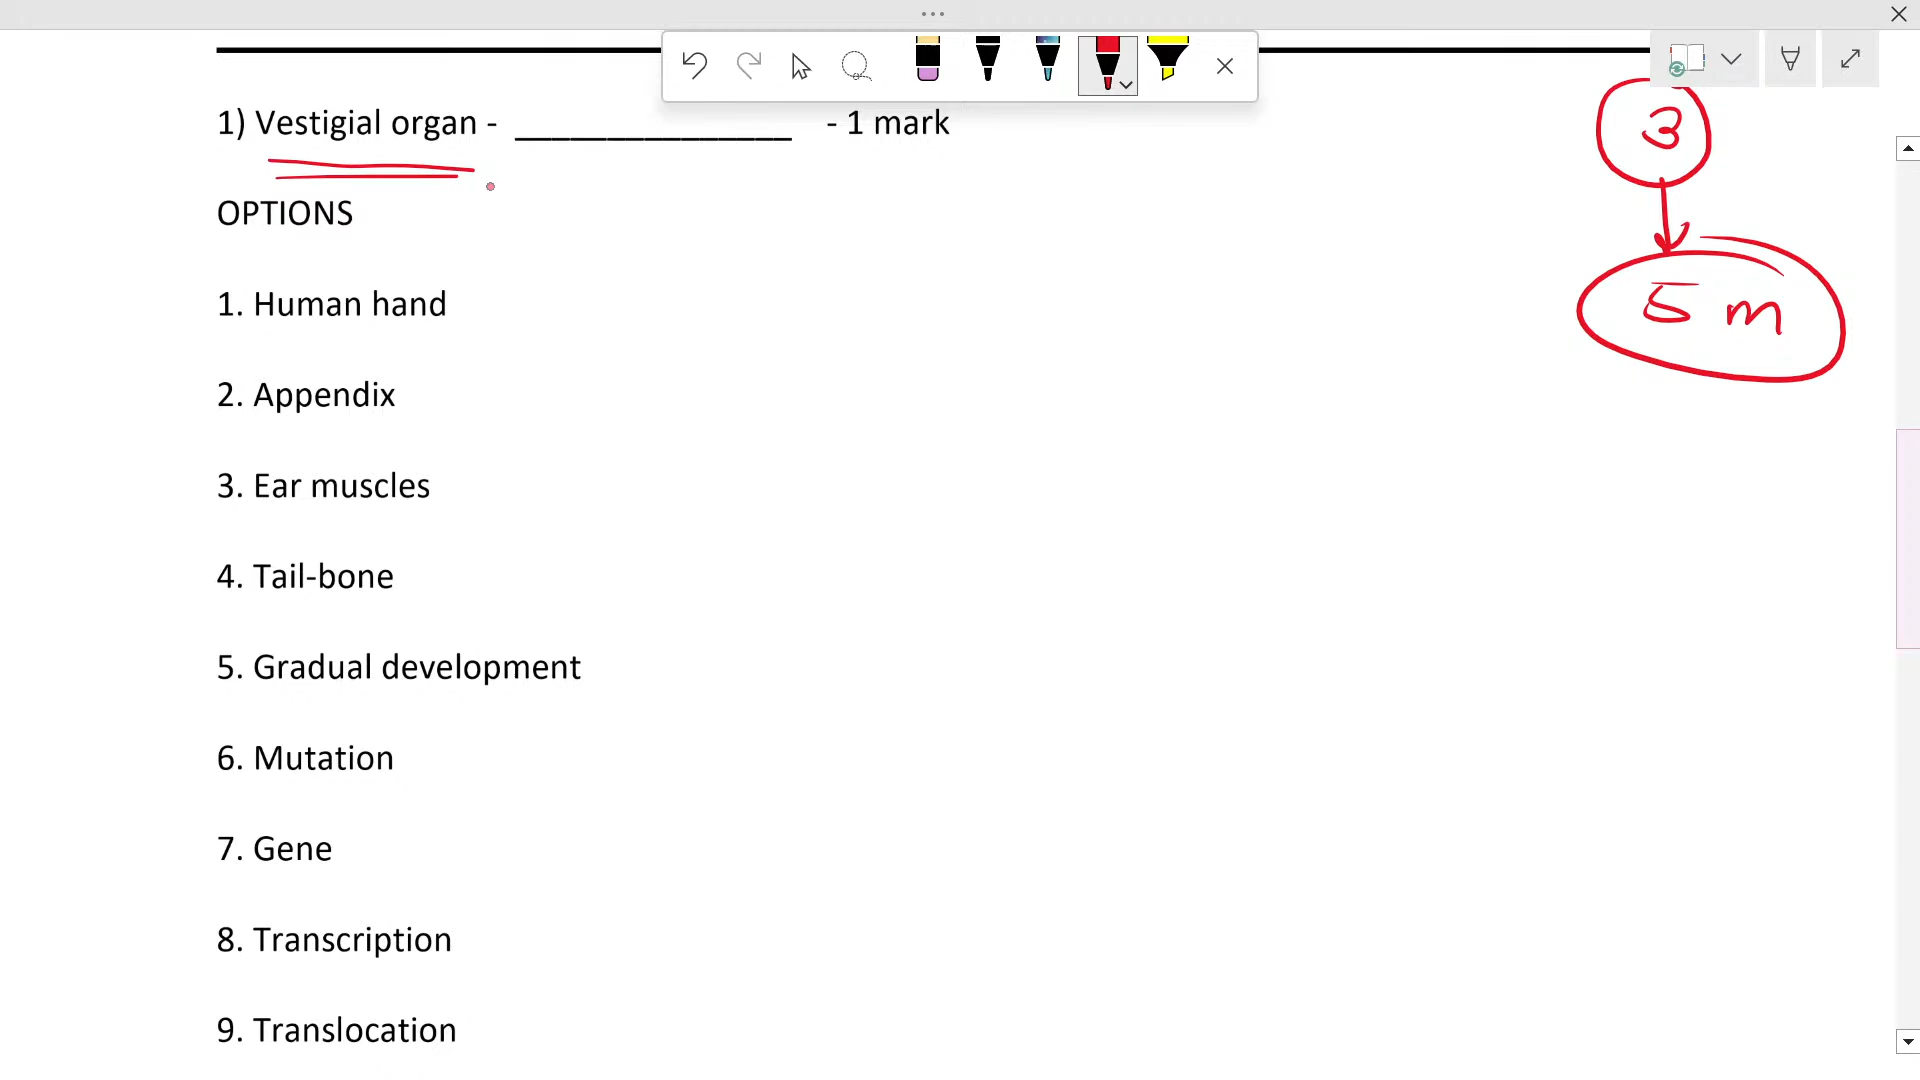 1) Vestigial organ - _______________ - 1 mark
3
OPTIONS
5 m
1. Human hand
2. Appendix
3. Ear muscles
4. Tail-bone
5. Gradual development
6. Mutation
7. Gene
8. Transcription
9. Translocation